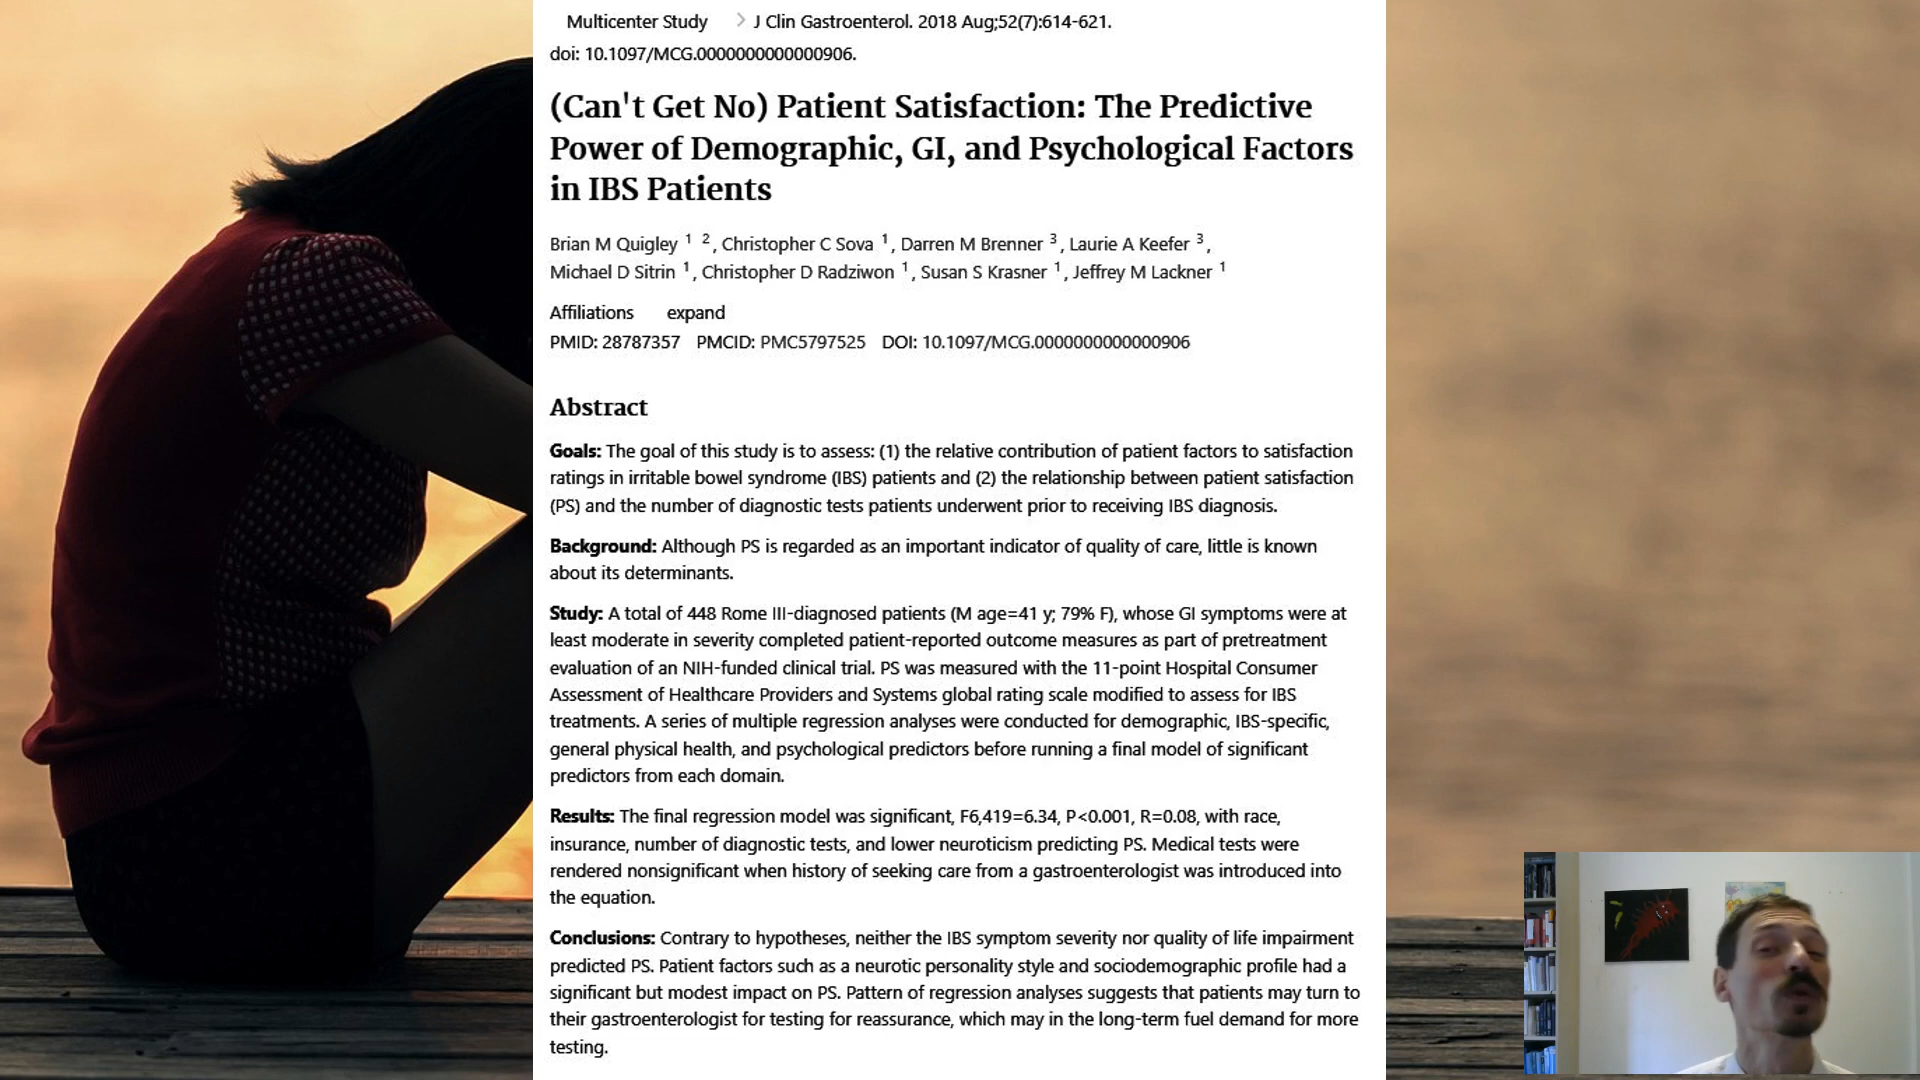 Multicenter Study > J Clin Gastroenterol. 2018 Aug;52(7):614-621.
doi: 10.1097/MCG.0000000000000906.
(Can't Get No) Patient Satisfaction: The Predictive
Power of Demographic, GI, and Psychological Factors
in IBS Patients
Brian M Quigley 1 2, Christopher C Sova 1, Darren M Brenner 3, Laurie A Keefer 3,
Michael D Sitrin 1, Christopher D Radziwon 1, Susan S Krasner 1, Jeffrey M Lackner 1
Affiliations expand
PMID: 28787357 PMCID: PMC5797525 DOI: 10.1097/MCG.0000000000000906
Abstract
Goals: The goal of this study is to assess: (1) the relative contribution of patient factors to satisfaction
ratings in irritable bowel syndrome (IBS) patients and (2) the relationship between patient satisfaction
(PS) and the number of diagnostic tests patients underwent prior to receiving IBS diagnosis.
Background: Although PS is regarded as an important indicator of quality of care, little is known
about its determinants.
Study: A total of 448 Rome III-diagnosed patients (M age=41 y; 79% F), whose GI symptoms were at
least moderate in severity completed patient-reported outcome measures as part of pretreatment
evaluation of an NIH-funded clinical trial. PS was measured with the 11-point Hospital Consumer
Assessment of Healthcare Providers and Systems global rating scale modified to assess for IBS
treatments. A series of multiple regression analyses were conducted for demographic, IBS-specific,
general physical health, and psychological predictors before running a final model of significant
predictors from each domain.
Results: The final regression model was significant, F6,419=6.34, P<0.001, R=0.08, with race,
insurance, number of diagnostic tests, and lower neuroticism predicting PS. Medical tests were
rendered nonsignificant when history of seeking care from a gastroenterologist was introduced into
the equation.
Conclusions: Contrary to hypotheses, neither the IBS symptom severity nor quality of life impairment
predicted PS. Patient factors such as a neurotic personality style and sociodemographic profile had a
significant but modest impact on PS. Pattern of regression analyses suggests that patients may turn to
their gastroenterologist for testing for reassurance, which may in the long-term fuel demand for more
testing.